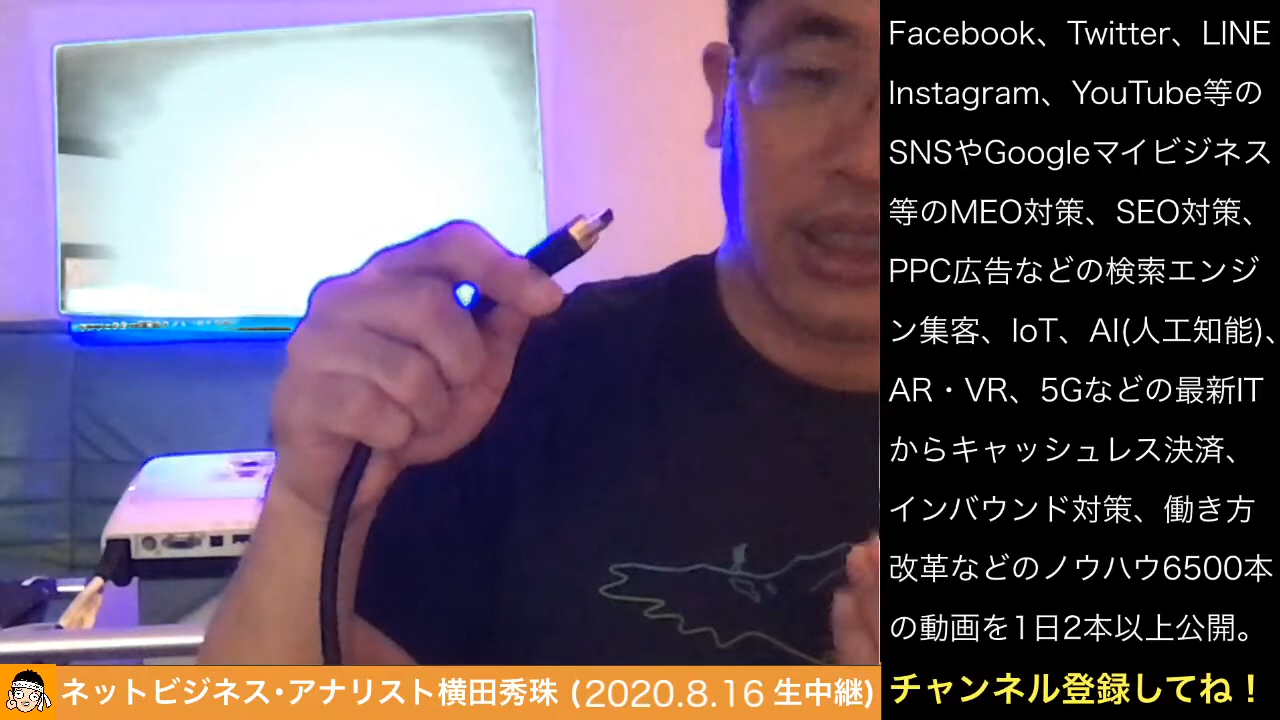 Facebook、Twitter、LINE
Instagram、YouTube等の
SNSやGoogleマイビジネス
等のMEO対策、SEO対策、
PPC広告などの検索エンジ
ン集客、IoT、AI(人工知能)、
AR・VR、5Gなどの最新IT
からキャッシュレス決済、
インバウンド対策、働き方
改革などのノウハウ6500本
の動画を1日2本以上公開。
チャンネル登録してね！
ネットビジネス・アナリスト横田秀珠 (2020.8.16 生中継)